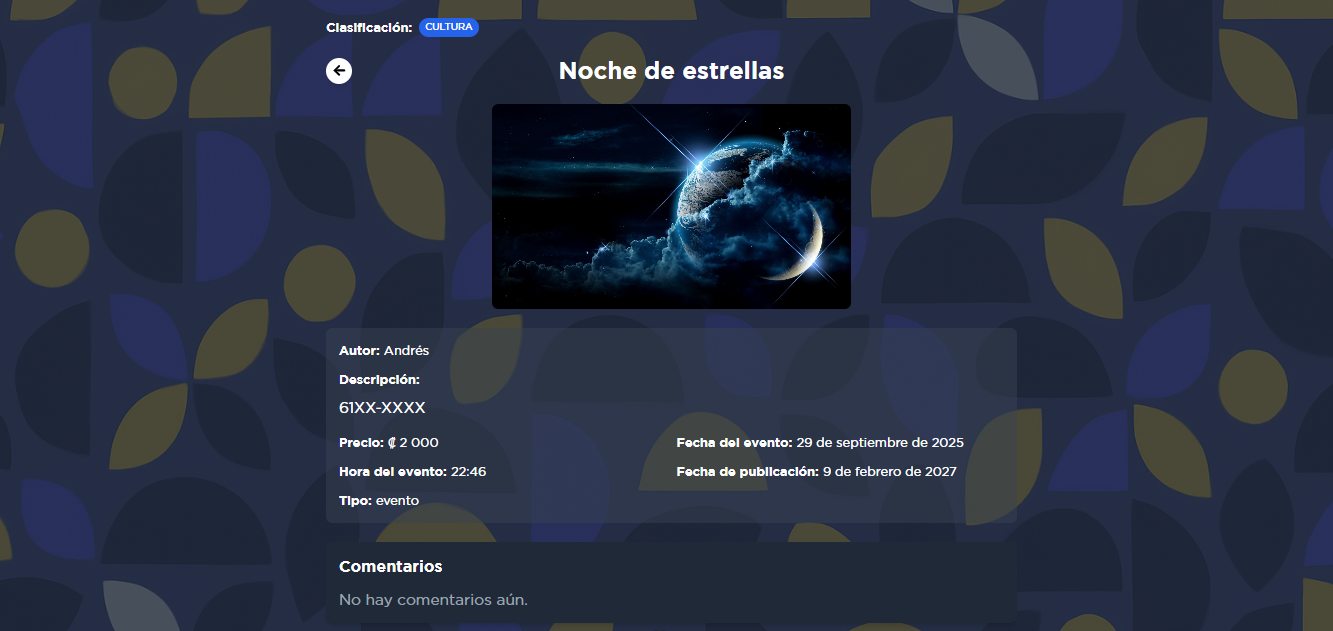 Clasificación: CULTURA
Noche de estrellas
Autor: Andrés
Descripción:
61XX-XXXX
Precio: ₡ 2 000
Fecha del evento: 29 de septiembre de 2025
Hora del evento: 22:46
Fecha de publicación: 9 de febrero de 2027
Tipo: evento
Comentarios
No hay comentarios aún.